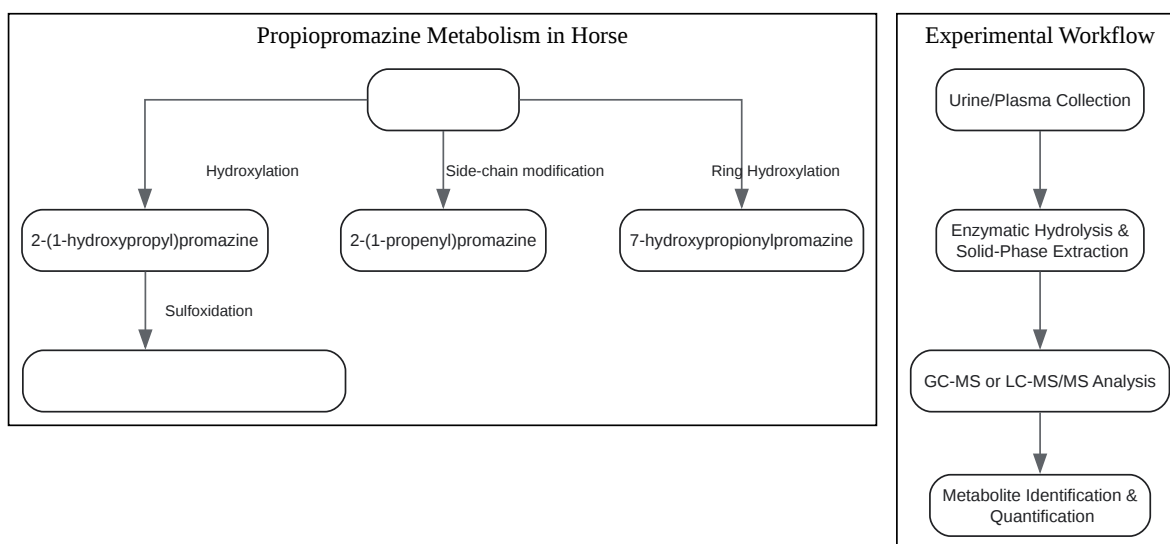 Propiopromazine Metabolism in Horse
Hydroxylation
Side-chain modification
Ring Hydroxylation
2-(1-hydroxypropyl)promazine
2-(1-propenyl)promazine
7-hydroxypropionylpromazine
Sulfoxidation
Experimental Workflow
Urine/Plasma Collection
Enzymatic Hydrolysis &
Solid-Phase Extraction
GC-MS or LC-MS/MS Analysis
Metabolite Identification &
Quantification